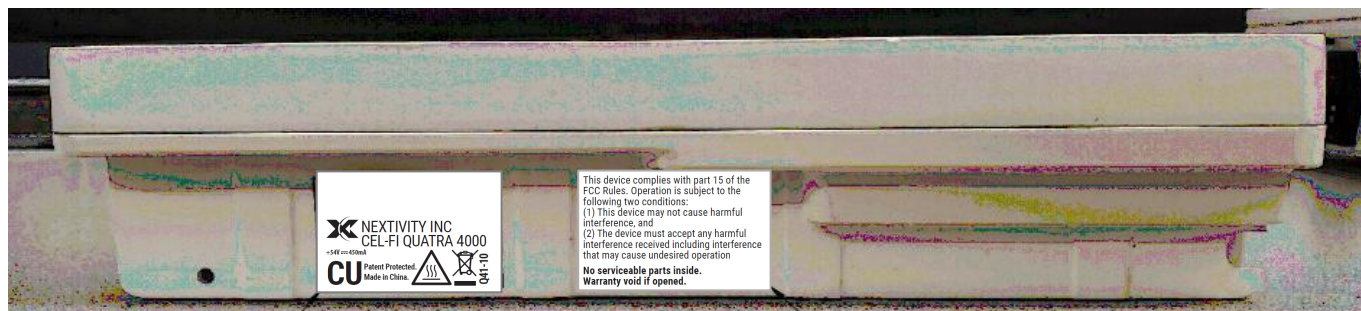 NEXTIVITY INC
CEL-FI QUATRA 4000
+54V ⎓ 450mA
CU
Patent Protected.
Made in China.
Q41-10
This device complies with part 15 of the
FCC Rules. Operation is subject to the
following two conditions:
(1) This device may not cause harmful
interference, and
(2) The device must accept any harmful
interference received including interference
that may cause undesired operation
No serviceable parts inside.
Warranty void if opened.